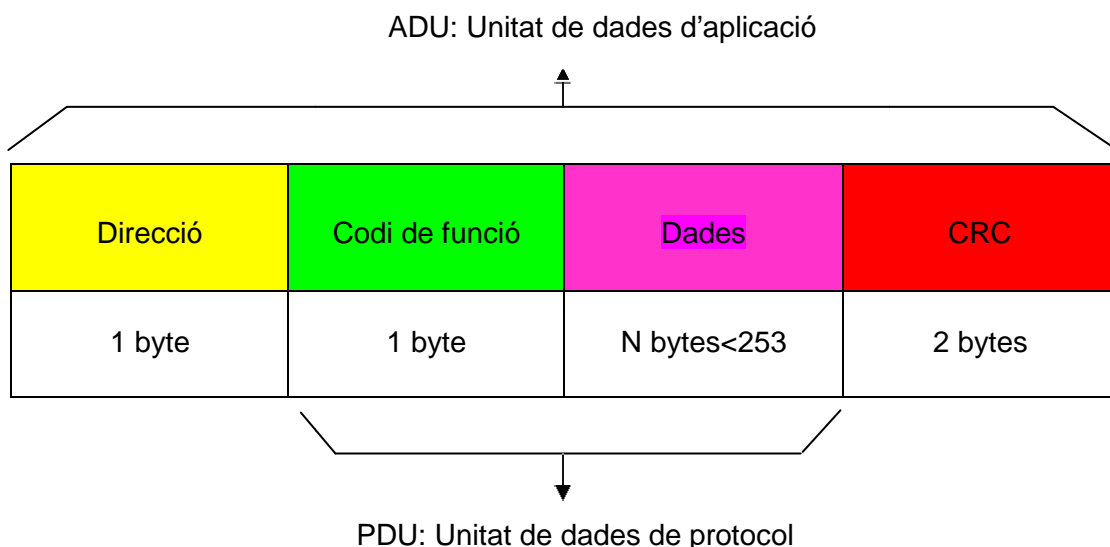 ADU: Unitat de dades d'aplicació
Direcció Codi de funció Dades CRC
1 byte 1 byte N bytes<253 2 bytes
PDU: Unitat de dades de protocol